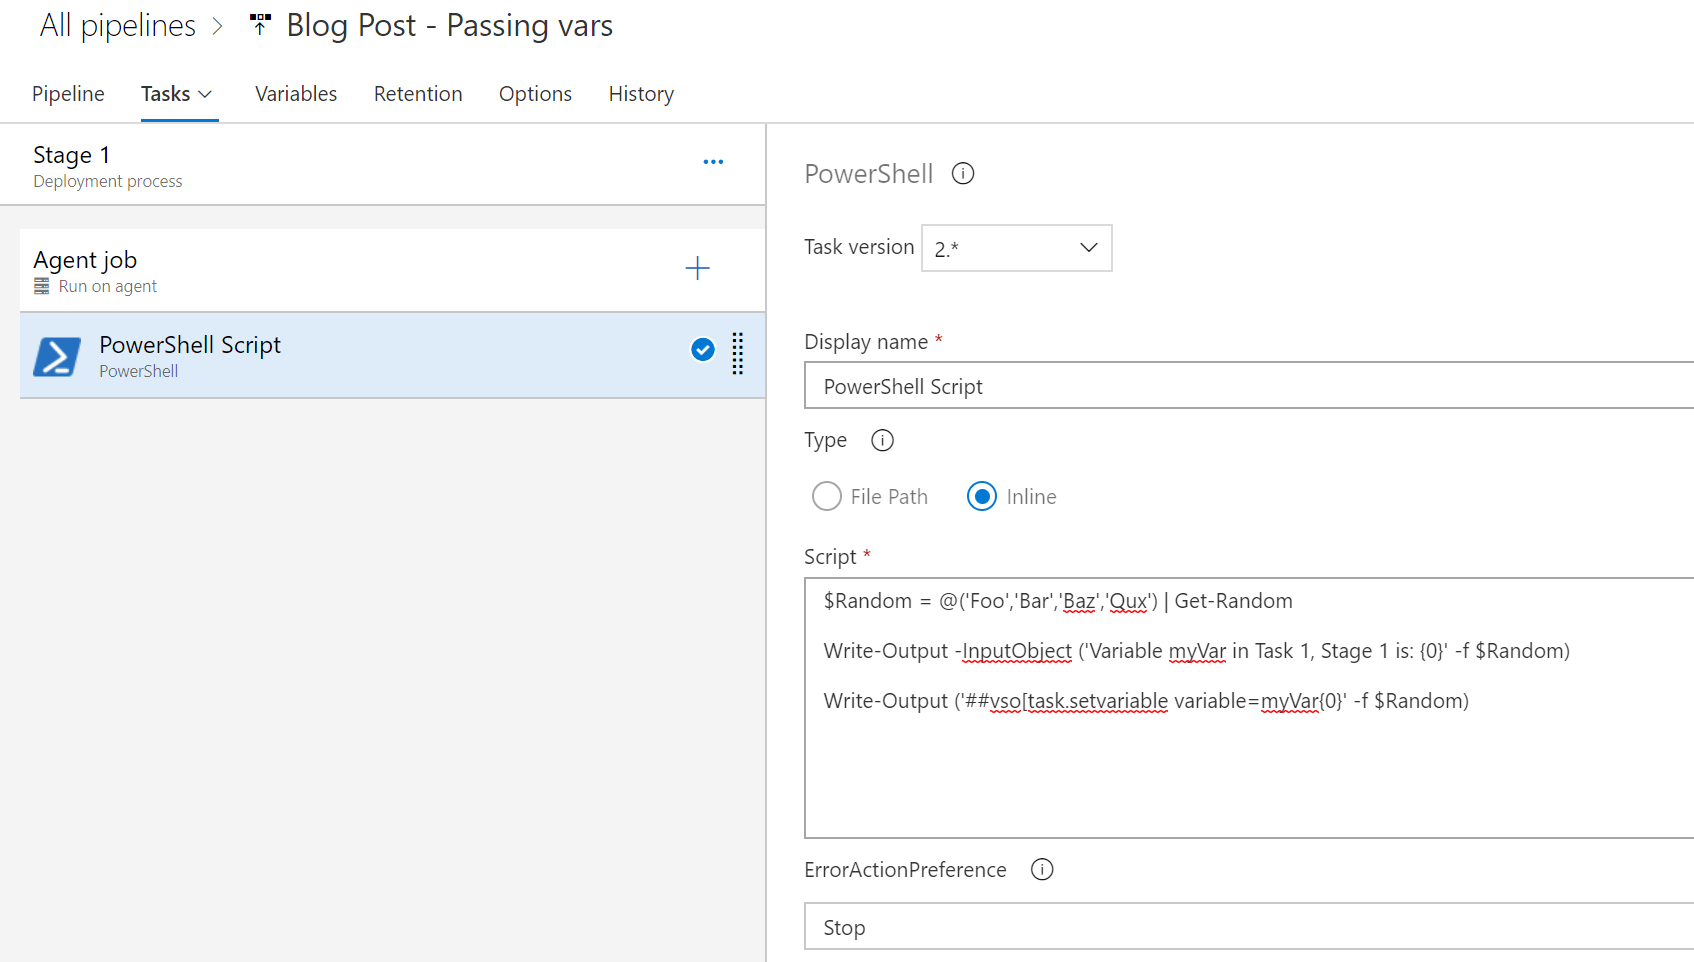 All pipelines > Blog Post - Passing vars
Pipeline Tasks Variables Retention Options History
Stage 1
Deployment process
...
Agent job
Run on agent
PowerShell Script
PowerShell
PowerShell
Task version 2.*
Display name *
PowerShell Script
Type
File Path Inline
Script *
$Random = @('Foo','Bar','Baz','Qux') | Get-Random
Write-Output -InputObject ('Variable myVar in Task 1, Stage 1 is: {0}' -f $Random)
Write-Output ('##vso[task.setvariable variable=myVar{0}' -f $Random)
ErrorActionPreference
Stop